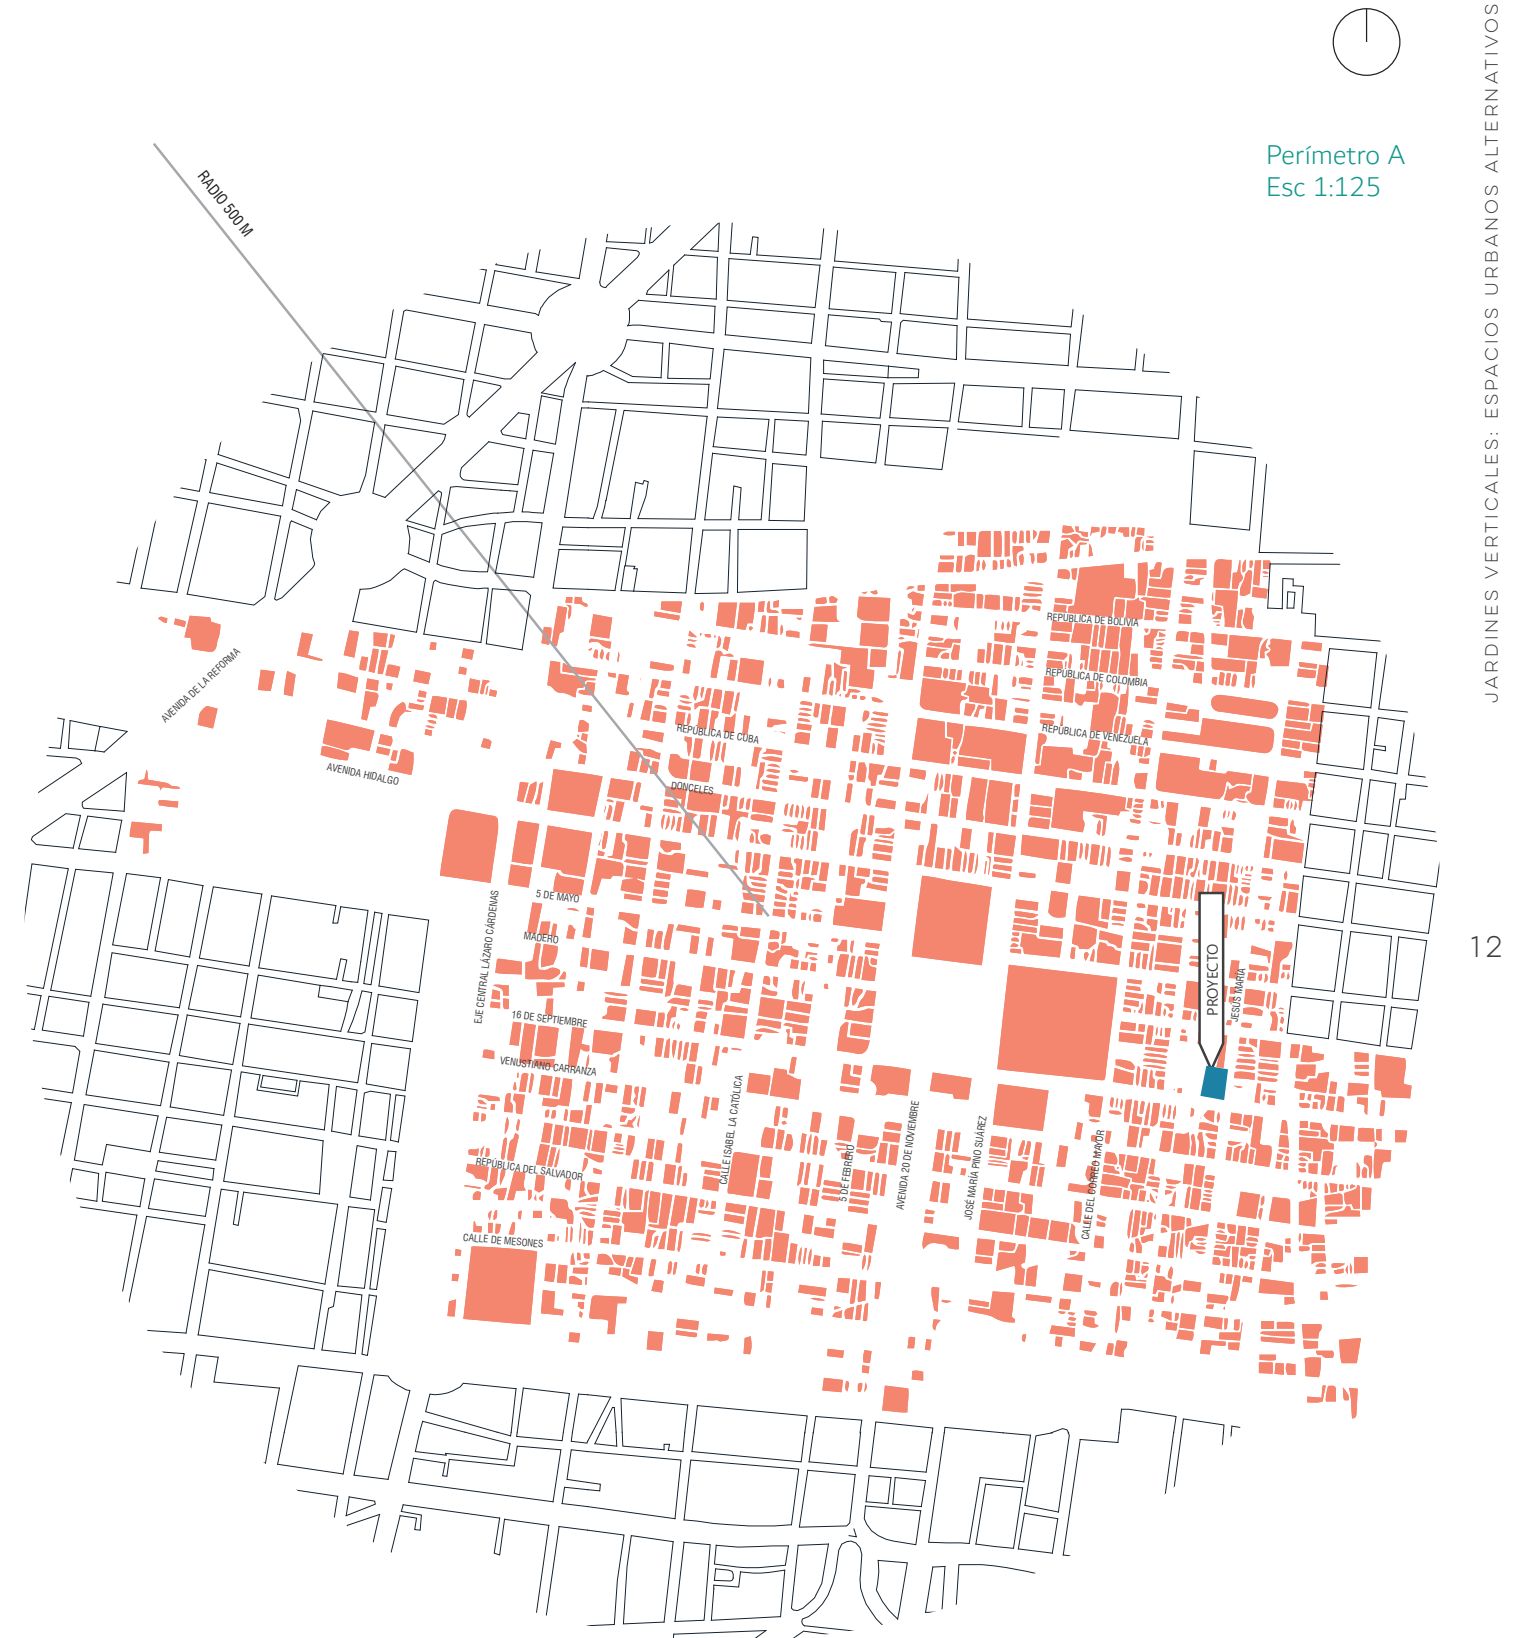 JARDINES VERTICALES: ESPACIOS URBANOS ALTERNATIVOS
Perímetro A
Esc 1:125
RADIO 500 M
REPÚBLICA DE BOLIVIA
AVENIDA DE LA REFORMA
REPÚBLICA DE COLOMBIA
REPÚBLICA DE CUBA
REPÚBLICA DE VENEZUELA
AVENIDA HIDALGO
DONCELES
5 DE MAYO
EJE CENTRAL LÁZARO CÁRDENAS
MADERO
12
PROYECTO
JESÚS MARÍA
16 DE SEPTIEMBRE
VENUSTIANO CARRANZA
CALLE ISABEL LA CATÓLICA
5 DE FEBRERO
AVENIDA 20 DE NOVIEMBRE
JOSÉ MARÍA PINO SUÁREZ
CALLE DEL CORREO MAYOR
REPÚBLICA DEL SALVADOR
CALLE DE MESONES